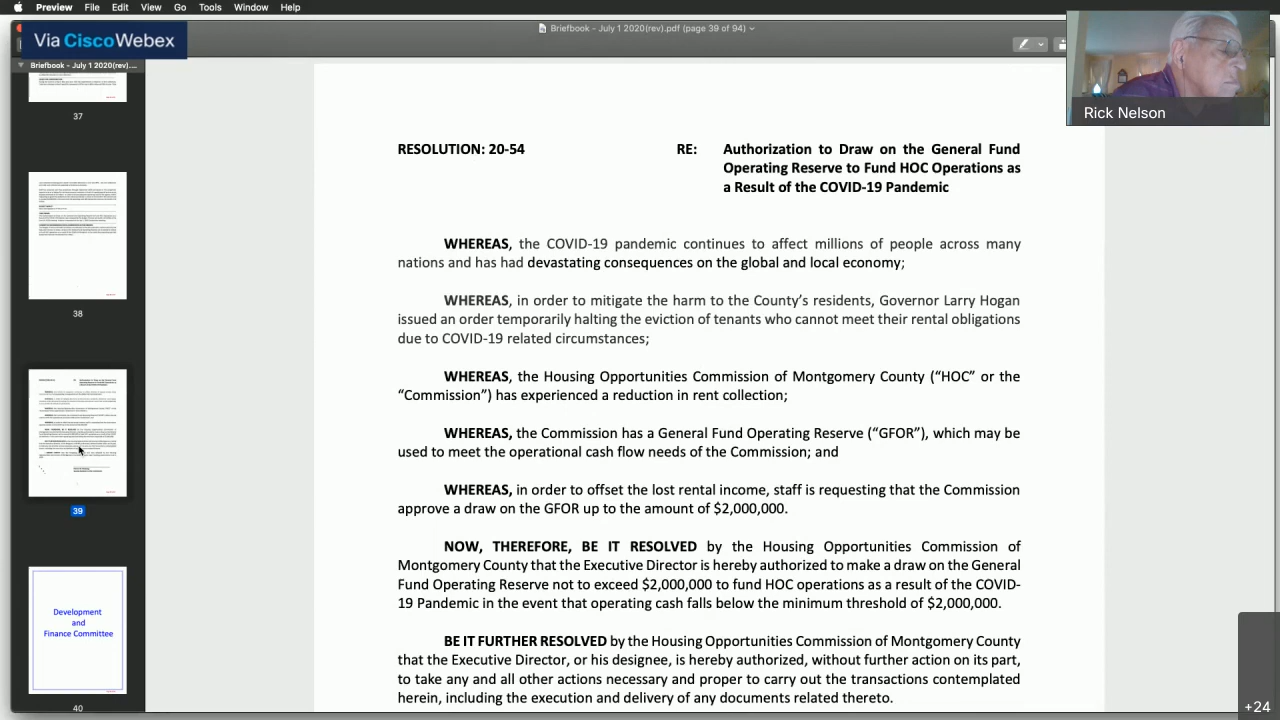 Preview File Edit View Go Tools Window Help
Via Cisco Webex
Briefbook - July 1 2020(rev).pdf (page 39 of 94)
Briefbook - July 1 2020(rev)....
37
38
39
Development
and
Finance Committee
40
Rick Nelson
RESOLUTION: 20-54 RE: Authorization to Draw on the General Fund
Operating Reserve to Fund HOC Operations as
a Result of the COVID-19 Pandemic
WHEREAS, the COVID-19 pandemic continues to affect millions of people across many
nations and has had devastating consequences on the global and local economy;
WHEREAS, in order to mitigate the harm to the County's residents, Governor Larry Hogan
issued an order temporarily halting the eviction of tenants who cannot meet their rental obligations
due to COVID-19 related circumstances;
WHEREAS, the Housing Opportunities Commission of Montgomery County ("HOC" or the
"Commission") has experienced a reduction in rent collection;
WHEREAS, the Commission has a General Fund Operating Reserve ("GFOR"), which may be
used to meet the operational cash flow needs of the Commission; and
WHEREAS, in order to offset the lost rental income, staff is requesting that the Commission
approve a draw on the GFOR up to the amount of $2,000,000.
NOW, THEREFORE, BE IT RESOLVED by the Housing Opportunities Commission of
Montgomery County that the Executive Director is hereby authorized to make a draw on the General
Fund Operating Reserve not to exceed $2,000,000 to fund HOC operations as a result of the COVID-
19 Pandemic in the event that operating cash falls below the minimum threshold of $2,000,000.
BE IT FURTHER RESOLVED by the Housing Opportunities Commission of Montgomery County
that the Executive Director, or his designee, is hereby authorized, without further action on its part,
to take any and all other actions necessary and proper to carry out the transactions contemplated
herein, including the execution and delivery of any documents related thereto.
+24